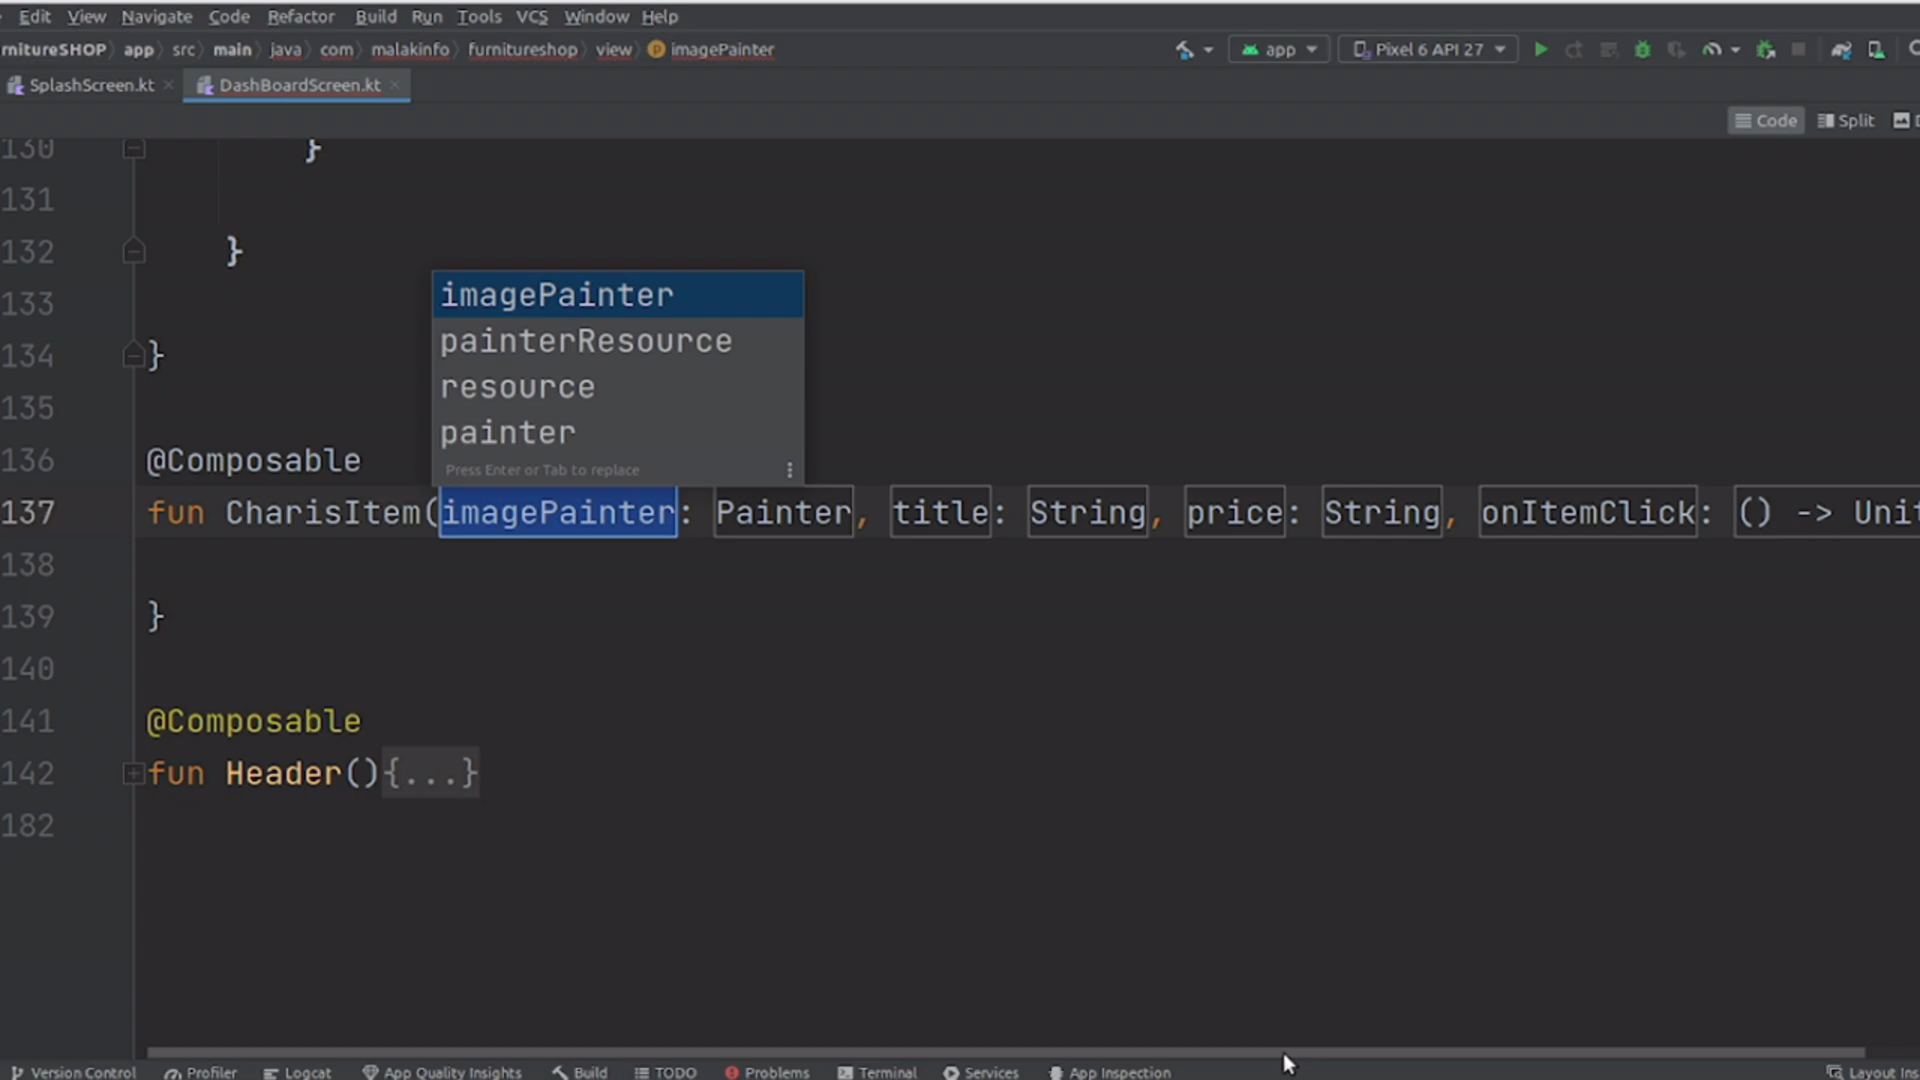 Edit View Navigate Code Refactor Build Run Tools VCS Window Help
rnitureSHOP app src main java com malakinfo furnitureshop view imagePainter app Pixel 6 API 27
SplashScreen.kt DashBoardScreen.kt
Code Split
130 }
131
132 }
133
134 }
135
136 @Composable
137 fun CharisItem(imagePainter: Painter, title: String, price: String, onItemClick: () -> Unit
138
139 }
140
141 @Composable
142 fun Header(){...}
182
imagePainter
painterResource
resource
painter
Press Enter or Tab to replace
Version Control Profiler Logcat App Quality Insights Build TODO Problems Terminal Services App Inspection Layout Ins